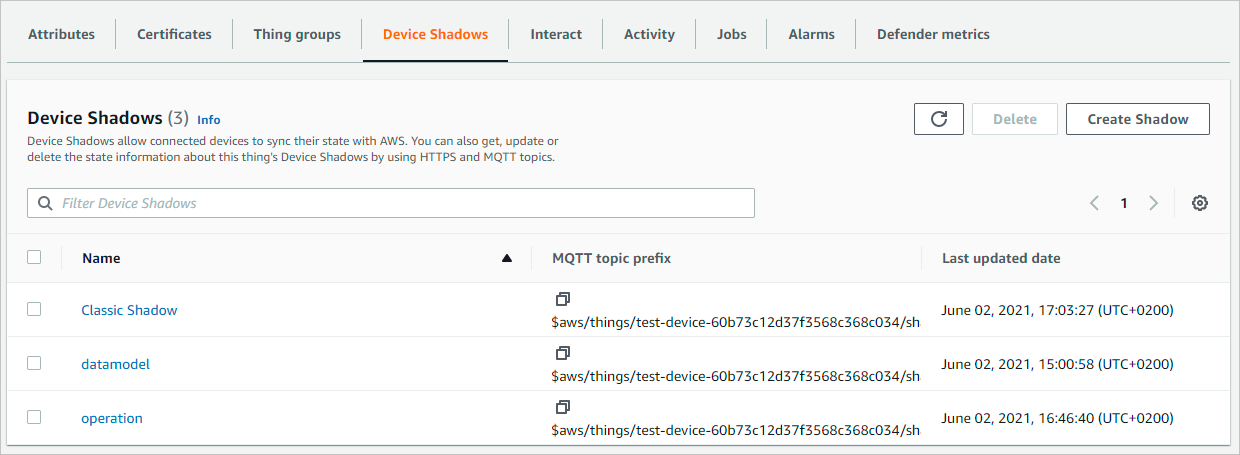 Attributes Certificates Thing groups Device Shadows Interact Activity Jobs Alarms Defender metrics
Device Shadows (3) Info
Delete Create Shadow
Device Shadows allow connected devices to sync their state with AWS. You can also get, update or
delete the state information about this thing's Device Shadows by using HTTPS and MQTT topics.
Filter Device Shadows
1
Name MQTT topic prefix Last updated date
Classic Shadow $aws/things/test-device-60b73c12d37f3568c368c034/sh June 02, 2021, 17:03:27 (UTC+0200)
datamodel $aws/things/test-device-60b73c12d37f3568c368c034/sh June 02, 2021, 15:00:58 (UTC+0200)
operation $aws/things/test-device-60b73c12d37f3568c368c034/sh June 02, 2021, 16:46:40 (UTC+0200)